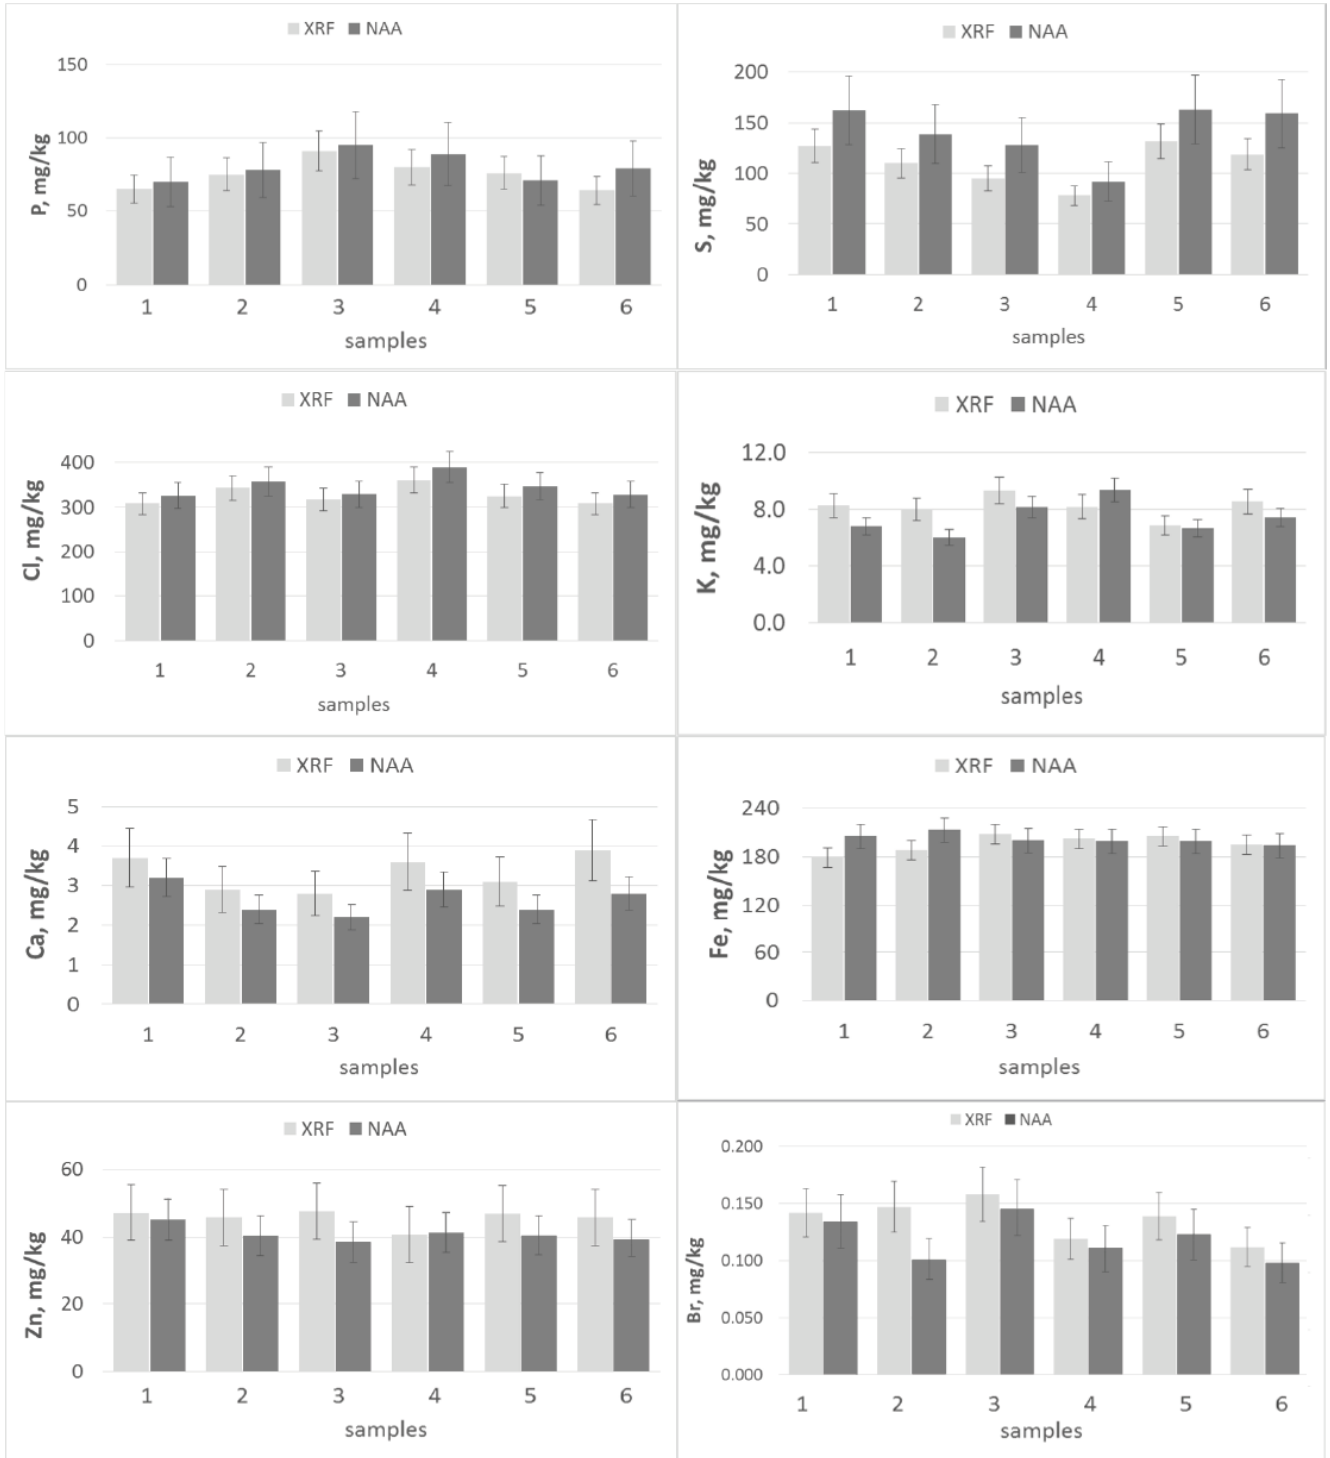 XRF NAA
150
100
50
0
P, mg/kg
1 2 3 4 5 6
samples
XRF NAA
200
150
100
50
0
S, mg/kg
1 2 3 4 5 6
samples
XRF NAA
400
300
200
100
0
Cl, mg/kg
1 2 3 4 5 6
samples
XRF NAA
12.0
8.0
4.0
0.0
K, mg/kg
1 2 3 4 5 6
samples
XRF NAA
5
4
3
2
1
0
Ca, mg/kg
1 2 3 4 5 6
samples
XRF NAA
240
180
120
60
0
Fe, mg/kg
1 2 3 4 5 6
samples
XRF NAA
60
40
20
0
Zn, mg/kg
1 2 3 4 5 6
samples
XRF NAA
0.200
0.150
0.100
0.050
0.000
Br, mg/kg
1 2 3 4 5 6
samples